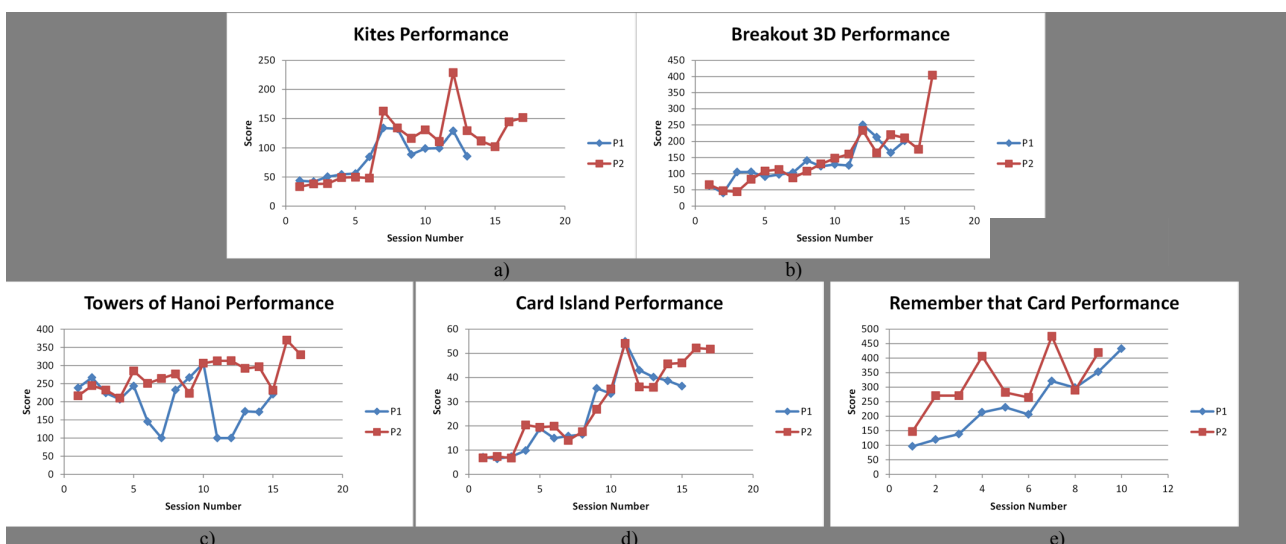 Kites Performance
250
200
150
100
50
0
Score
0 5 10 15 20
Session Number
P1
P2
a)
Breakout 3D Performance
450
400
350
300
250
200
150
100
50
0
Score
0 5 10 15 20
Session Number
P1
P2
b)
Towers of Hanoi Performance
400
350
300
250
200
150
100
50
0
Score
0 5 10 15 20
Session Number
P1
P2
c)
Card Island Performance
60
50
40
30
20
10
0
Score
0 5 10 15 20
Session Number
P1
P2
d)
Remember that Card Performance
500
450
400
350
300
250
200
150
100
50
0
Score
0 2 4 6 8 10 12
Session Number
P1
P2
e)